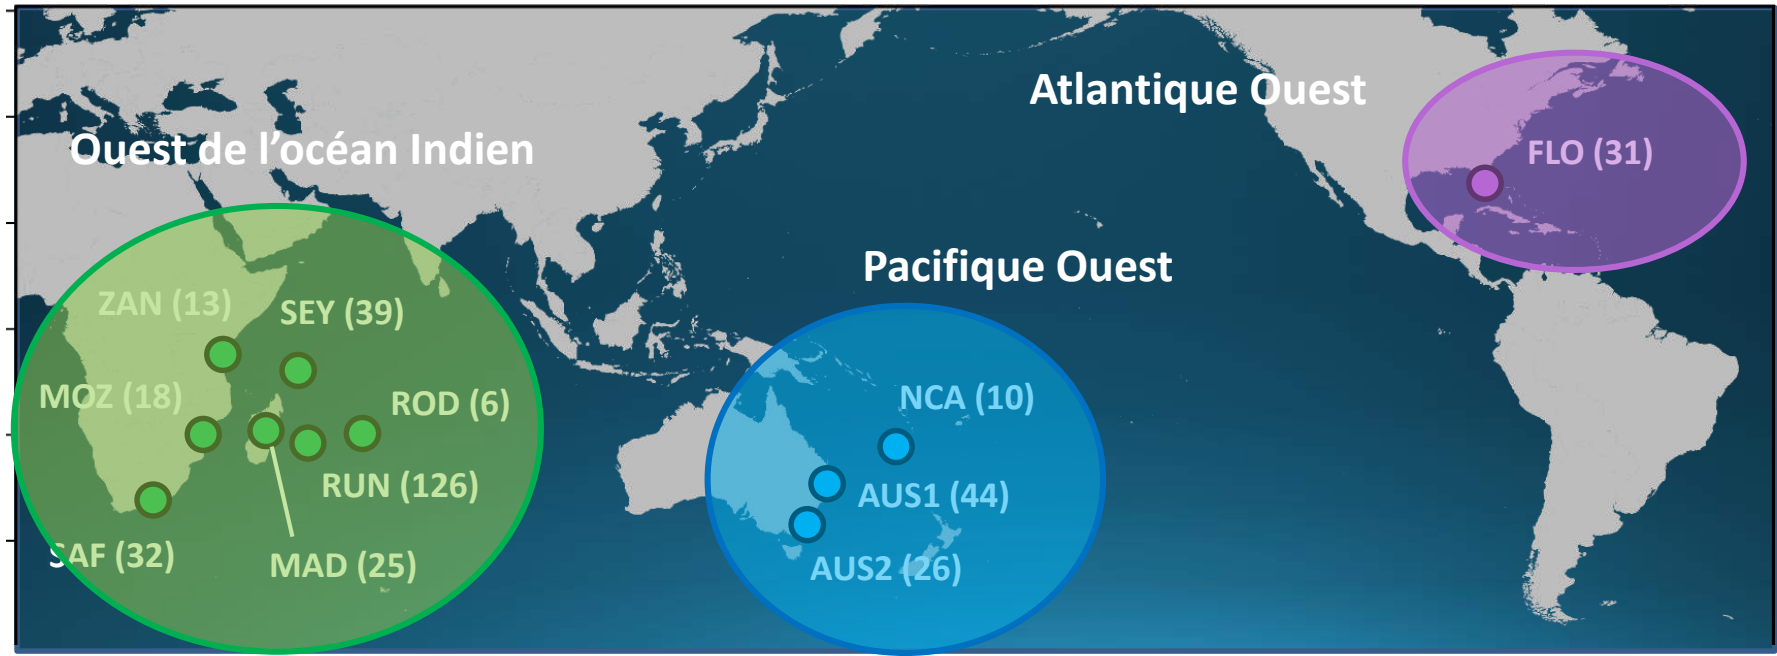 Atlantique Ouest
FLO (31)
Ouest de l'océan Indien
Pacifique Ouest
ZAN (13)
SEY (39)
MOZ (18)
ROD (6)
RUN (126)
SAF (32)
MAD (25)
NCA (10)
AUS1 (44)
AUS2 (26)